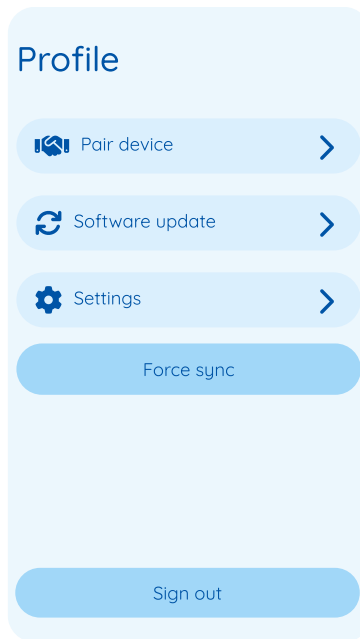 Profile
Pair device
Software update
Settings
Force sync
Sign out